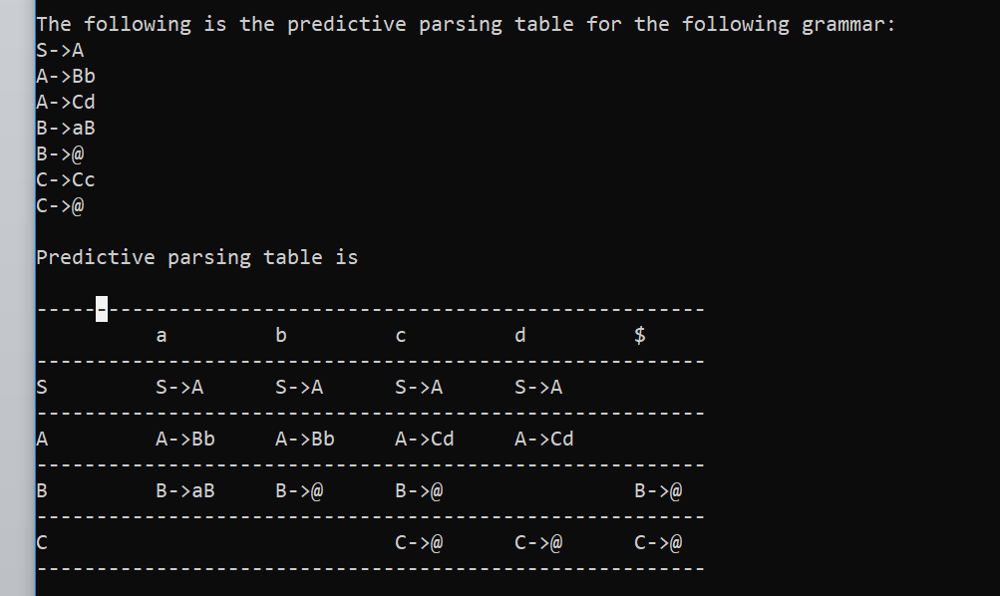 The following is the predictive parsing table for the following grammar:
S->A
A->Bb
A->Cd
B->aB
B->@
C->Cc
C->@
Predictive parsing table is
--------------------------------------------------------
a b c d $
--------------------------------------------------------
S S->A S->A S->A S->A
--------------------------------------------------------
A A->Bb A->Bb A->Cd A->Cd
--------------------------------------------------------
B B->aB B->@ B->@ B->@
--------------------------------------------------------
C C->@ C->@ C->@
--------------------------------------------------------